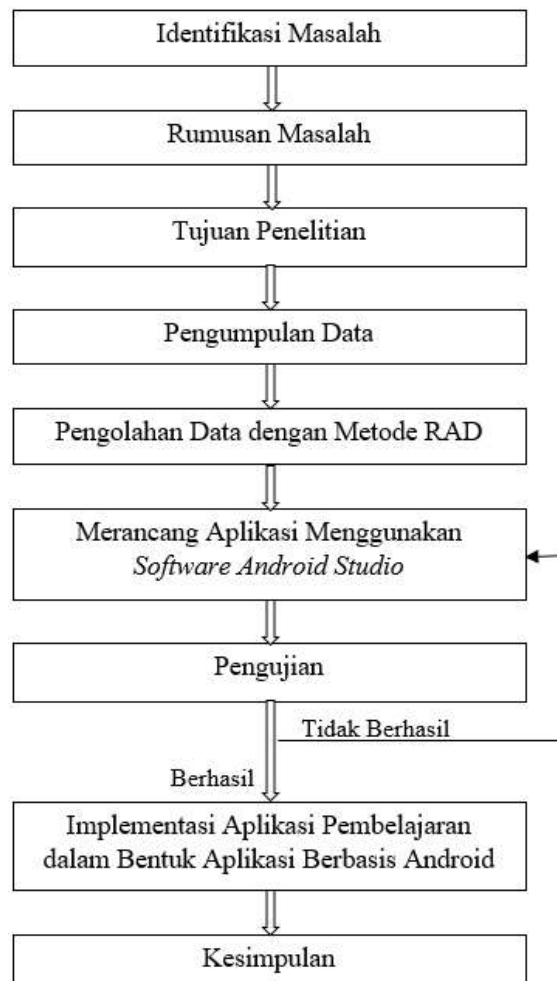 Identifikasi Masalah
Rumusan Masalah
Tujuan Penelitian
Pengumpulan Data
Pengolahan Data dengan Metode RAD
Merancang Aplikasi Menggunakan
Software Android Studio
Pengujian
Tidak Berhasil
Berhasil
Implementasi Aplikasi Pembelajaran
dalam Bentuk Aplikasi Berbasis Android
Kesimpulan